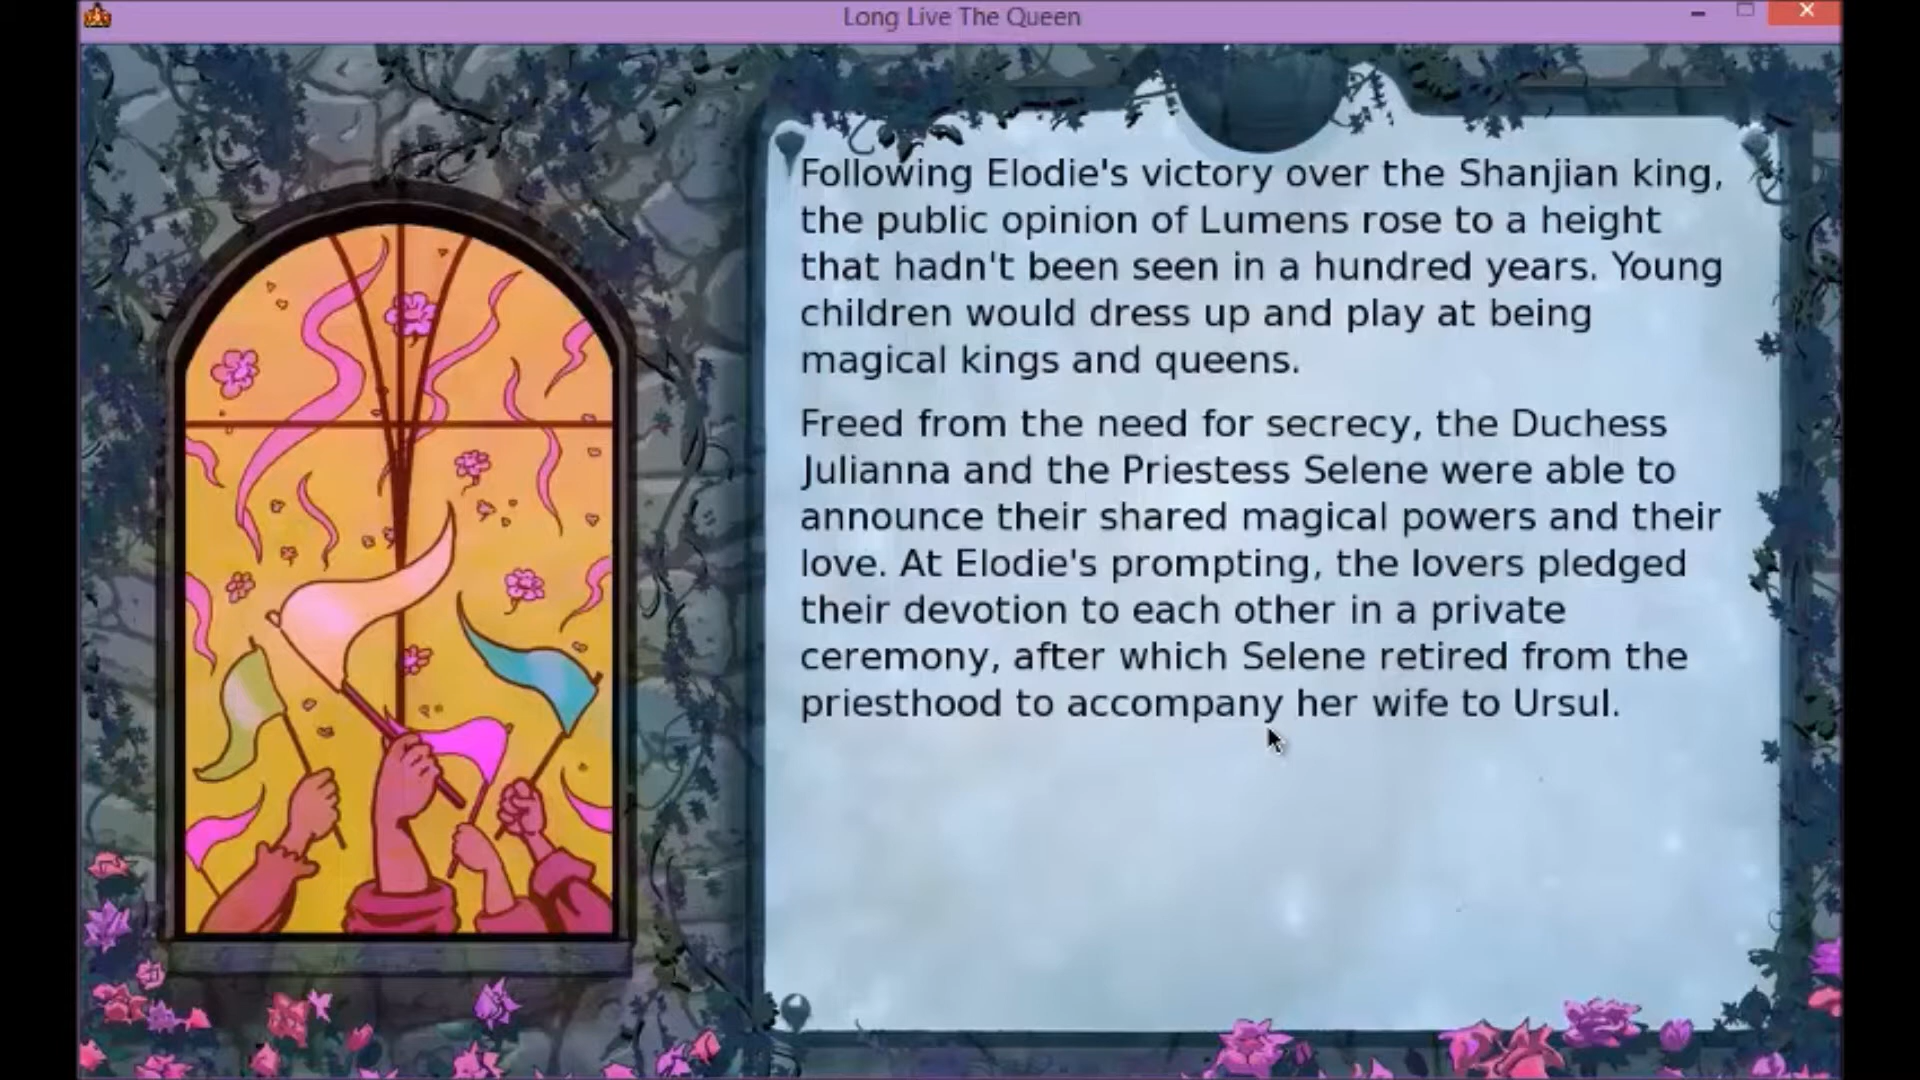 Long Live The Queen
Following Elodie's victory over the Shanjian king,
the public opinion of Lumens rose to a height
that hadn't been seen in a hundred years. Young
children would dress up and play at being
magical kings and queens.
Freed from the need for secrecy, the Duchess
Julianna and the Priestess Selene were able to
announce their shared magical powers and their
love. At Elodie's prompting, the lovers pledged
their devotion to each other in a private
ceremony, after which Selene retired from the
priesthood to accompany her wife to Ursul.